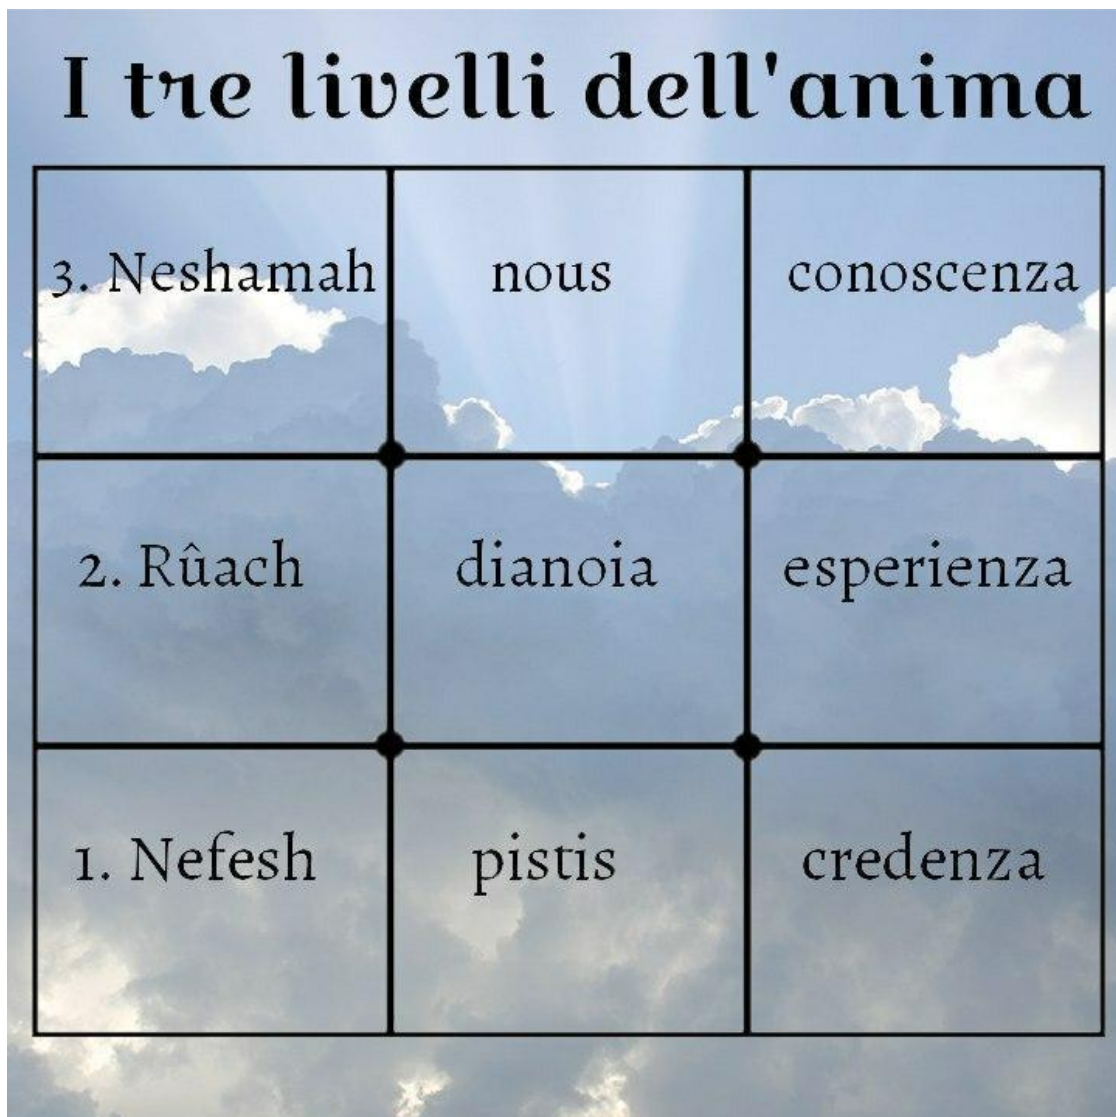 I tre livelli dell'anima
3. Neshamah nous conoscenza
2. Rûach dianoia esperienza
1. Nefesh pistis credenza